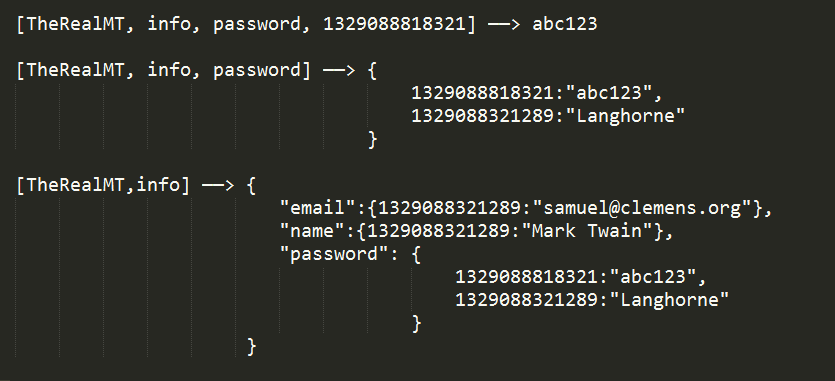 [TheRealMT, info, password, 1329088818321] ––> abc123
[TheRealMT, info, password] ––> {
1329088818321:"abc123",
1329088321289:"Langhorne"
}
[TheRealMT,info] ––> {
"email":{1329088321289:"samuel@clemens.org"},
"name":{1329088321289:"Mark Twain"},
"password": {
1329088818321:"abc123",
1329088321289:"Langhorne"
}
}